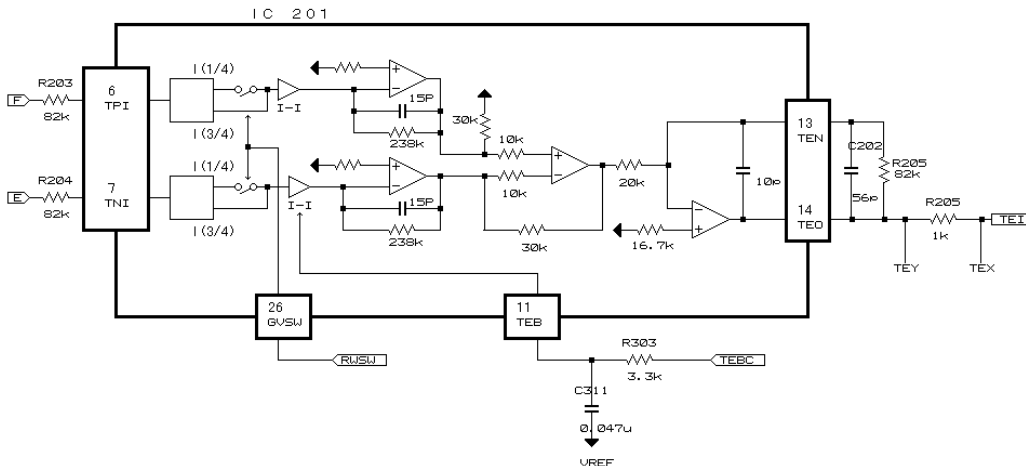 IC 201
I(1/4)
R203
F
82k
6
TPI
I-I
15P
238k
I(3/4)
30k
10k
I(1/4)
R204
E
82k
7
TNI
I-I
15P
238k
I(3/4)
10k
30k
20k
16.7k
10p
13
TEN
C202
R205
82k
56p
14
TEO
R205
1k
TEI
TEY
TEX
26
GVSW
RWSW
11
TEB
R303
3.3k
TEBC
C311
0.047u
VREF